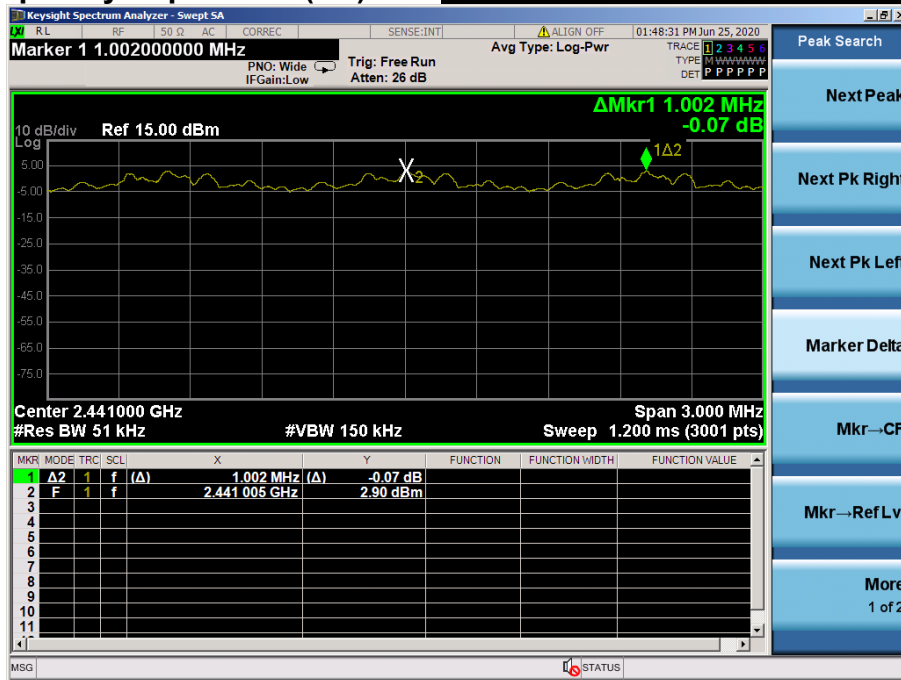 Keysight Spectrum Analyzer - Swept SA
LXI RL RF 50 Ω AC CORREC SENSE:INT ALIGN OFF 01:48:31 PM Jun 25, 2020
Marker 1 1.002000000 MHz
Avg Type: Log-Pwr
TRACE 1 2 3 4 5 6
PNO: Wide
Trig: Free Run
TYPE M W W W W W
IFGain:Low
Atten: 26 dB
DET P P P P P P
ΔMkr1 1.002 MHz
-0.07 dB
10 dB/div Ref 15.00 dBm
Log
1Δ2
X2
5.00
-5.00
-15.0
-25.0
-35.0
-45.0
-55.0
-65.0
-75.0
Center 2.441000 GHz Span 3.000 MHz
#Res BW 51 kHz #VBW 150 kHz Sweep 1.200 ms (3001 pts)
MKR MODE TRC SCL X Y FUNCTION FUNCTION WIDTH FUNCTION VALUE
1 Δ2 1 f (Δ) 1.002 MHz (Δ) -0.07 dB
2 F 1 f 2.441 005 GHz 2.90 dBm
3
4
5
6
7
8
9
10
11
MSG STATUS
Peak Search
Next Peak
Next Pk Right
Next Pk Left
Marker Delta
Mkr→CF
Mkr→Ref Lv
More
1 of 2